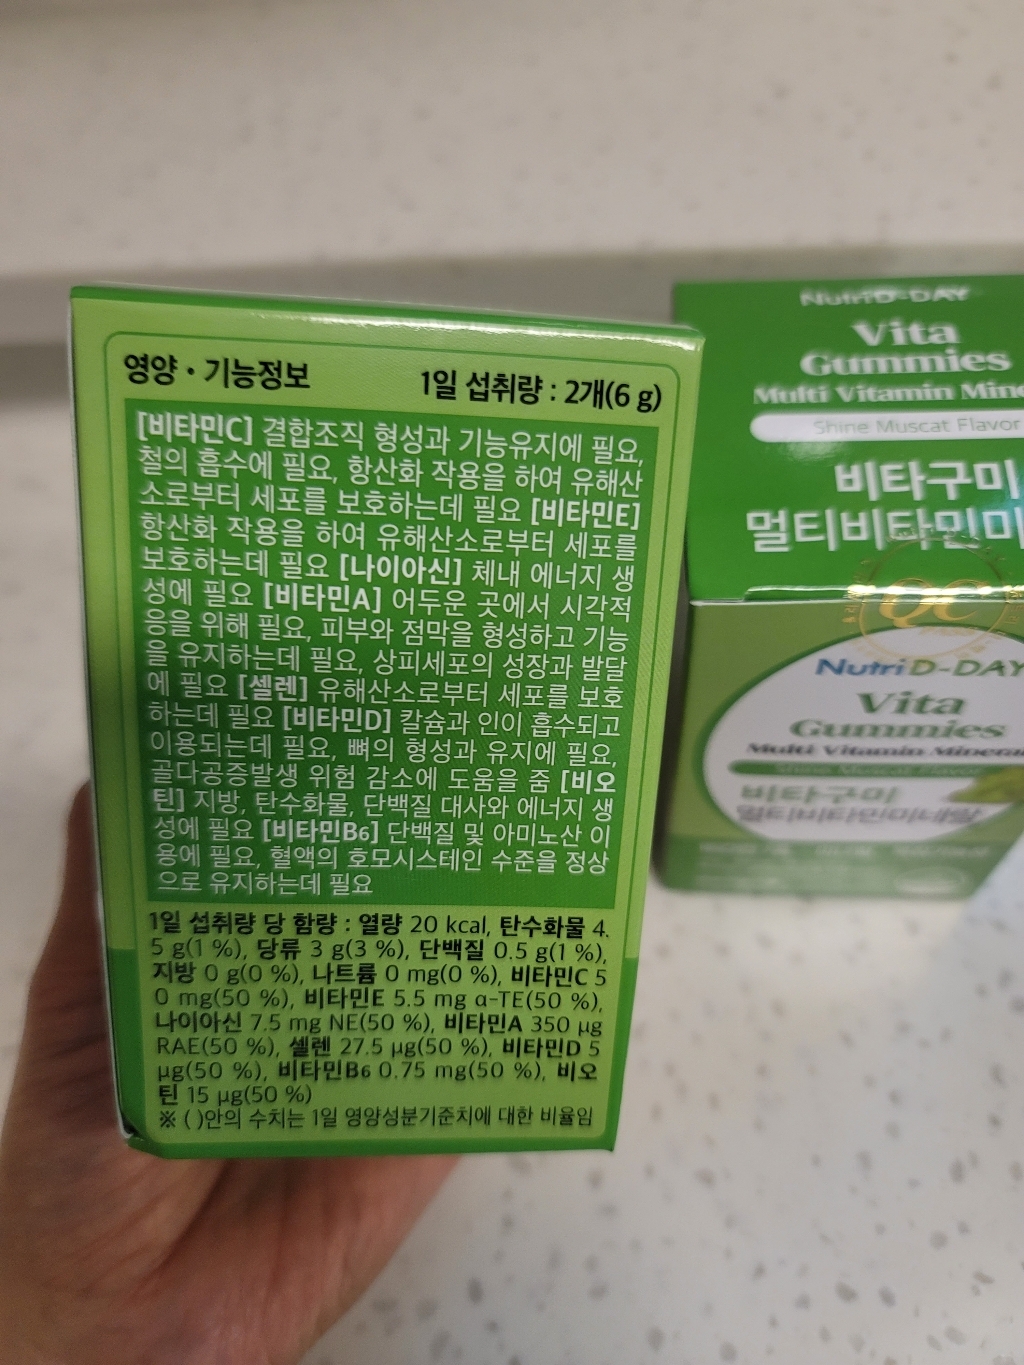 영양·기능정보
1일 섭취량 : 2개(6 g)
[비타민C] 결합조직 형성과 기능유지에 필요,
철의 흡수에 필요, 항산화 작용을 하여 유해산
소로부터 세포를 보호하는데 필요 [비타민E]
항산화 작용을 하여 유해산소로부터 세포를
보호하는데 필요 [나이아신] 체내 에너지 생
성에 필요 [비타민A] 어두운 곳에서 시각적
응을 위해 필요, 피부와 점막을 형성하고 기능
을 유지하는데 필요, 상피세포의 성장과 발달
에 필요 [셀렌] 유해산소로부터 세포를 보호
하는데 필요 [비타민D] 칼슘과 인이 흡수되고
이용되는데 필요, 뼈의 형성과 유지에 필요,
골다공증발생 위험 감소에 도움을 줌 [비오
틴] 지방, 탄수화물, 단백질 대사와 에너지 생
성에 필요 [비타민B6] 단백질 및 아미노산 이
용에 필요, 혈액의 호모시스테인 수준을 정상
으로 유지하는데 필요
1일 섭취량 당 함량 : 열량 20 kcal, 탄수화물 4.
5 g(1 %), 당류 3 g(3 %), 단백질 0.5 g(1 %),
지방 0 g(0 %), 나트륨 0 mg(0 %), 비타민C 5
0 mg(50 %), 비타민E 5.5 mg α-TE(50 %),
나이아신 7.5 mg NE(50 %), 비타민A 350 µg
RAE(50 %), 셀렌 27.5 µg(50 %), 비타민D 5
µg(50 %), 비타민B6 0.75 mg(50 %), 비오
틴 15 µg(50 %)
※ ( )안의 수치는 1일 영양성분기준치에 대한 비율임
NutriD-DAY
Vita
Gummies
Multi Vitamin Mine
Shine Muscat Flavor
비타구미
멀티비타민미
QC
NutriD-DAY
Vita
Gummies
Multi Vitamin Minera
Shine Muscat Flavor
비타구미
멀티비타민미네랄